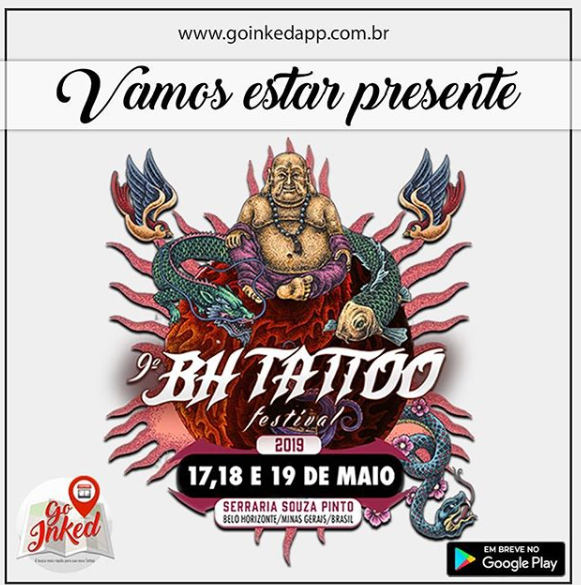 www.goinkedapp.com.br
Vamos estar presente
9º BH TATTOO
festival
2019
17,18 E 19 DE MAIO
SERRARIA SOUZA PINTO
BELO HORIZONTE/MINAS GERAIS/BRASIL
Go
Inked
EM BREVE NO
Google Play